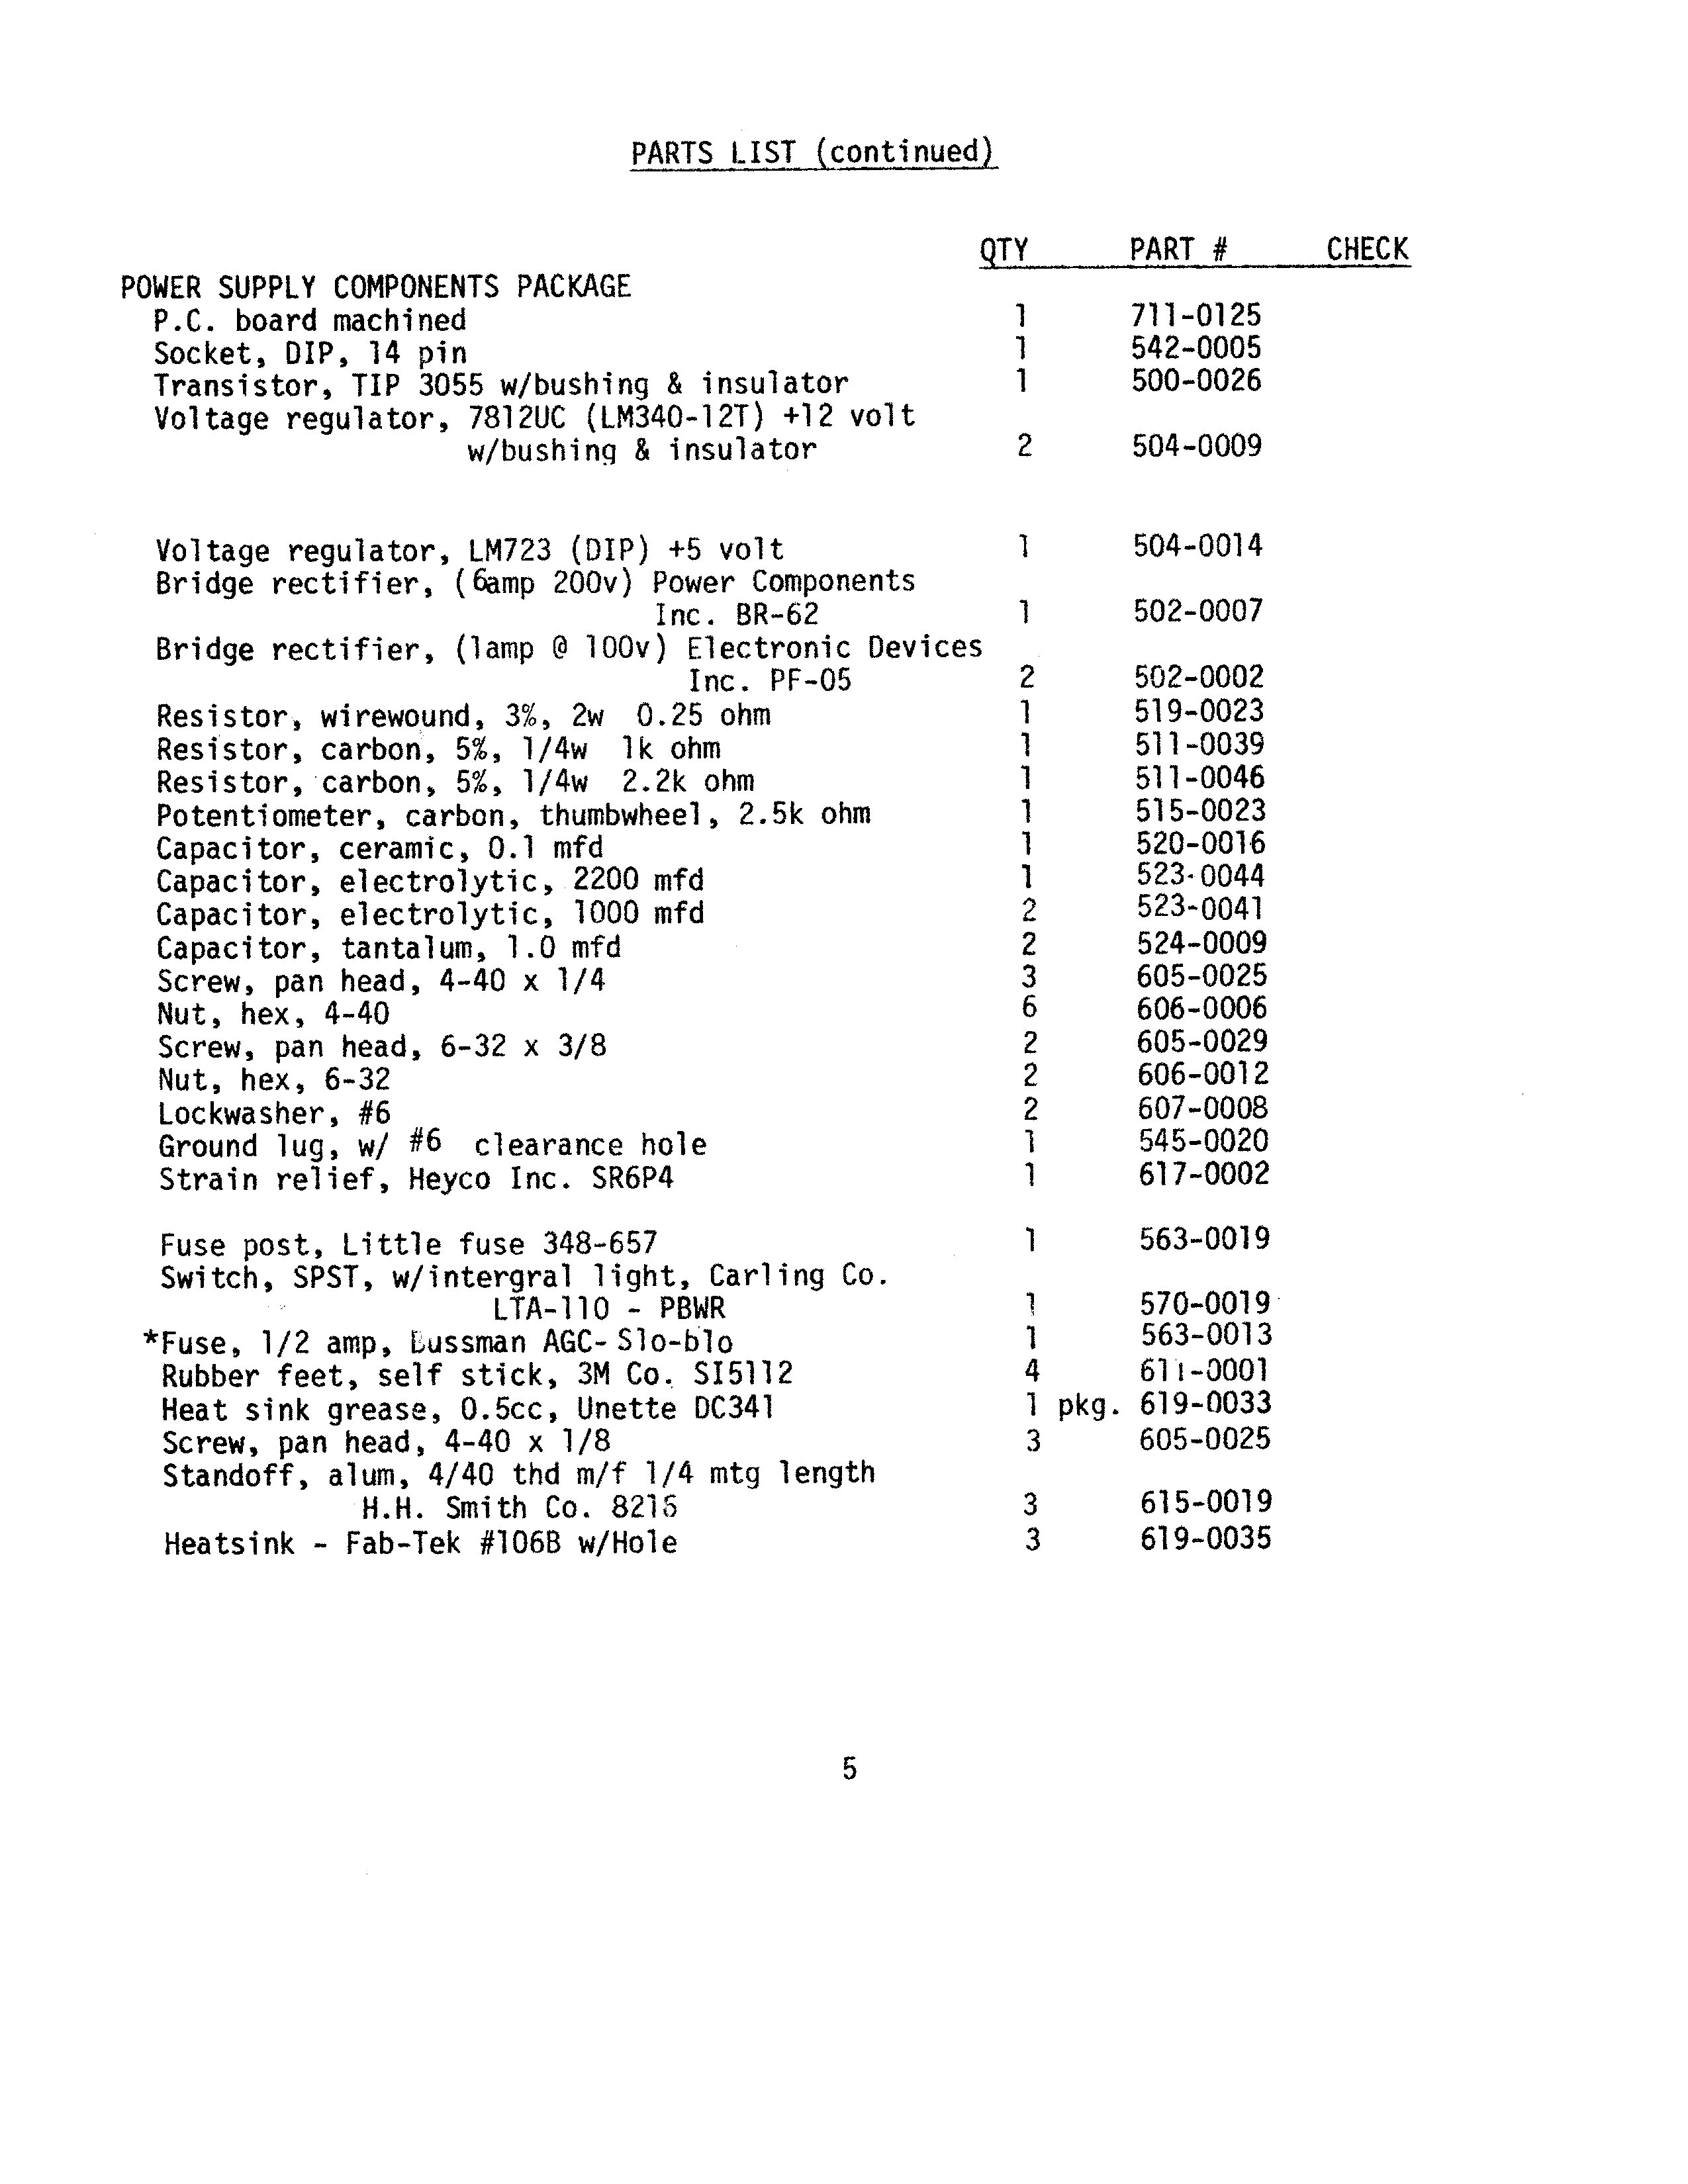 PARTS LIST (continued)
QTY PART # CHECK
POWER SUPPLY COMPONENTS PACKAGE
P.C. board machined 1 711-0125
Socket, DIP, 14 pin 1 542-0005
Transistor, TIP 3055 w/bushing & insulator 1 500-0026
Voltage regulator, 7812UC (LM340-12T) +12 volt
w/bushing & insulator 2 504-0009
Voltage regulator, LM723 (DIP) +5 volt 1 504-0014
Bridge rectifier, (6amp 200v) Power Components
Inc. BR-62 1 502-0007
Bridge rectifier, (1amp @ 100v) Electronic Devices
Inc. PF-05 2 502-0002
Resistor, wirewound, 3%, 2w 0.25 ohm 1 519-0023
Resistor, carbon, 5%, 1/4w 1k ohm 1 511-0039
Resistor, carbon, 5%, 1/4w 2.2k ohm 1 511-0046
Potentiometer, carbon, thumbwheel, 2.5k ohm 1 515-0023
Capacitor, ceramic, 0.1 mfd 1 520-0016
Capacitor, electrolytic, 2200 mfd 1 523-0044
Capacitor, electrolytic, 1000 mfd 2 523-0041
Capacitor, tantalum, 1.0 mfd 2 524-0009
Screw, pan head, 4-40 x 1/4 3 605-0025
Nut, hex, 4-40 6 606-0006
Screw, pan head, 6-32 x 3/8 2 605-0029
Nut, hex, 6-32 2 606-0012
Lockwasher, #6 2 607-0008
Ground lug, w/ #6 clearance hole 1 545-0020
Strain relief, Heyco Inc. SR6P4 1 617-0002
Fuse post, Little fuse 348-657 1 563-0019
Switch, SPST, w/intergral light, Carling Co.
LTA-110 - PBWR 1 570-0019
*Fuse, 1/2 amp, Bussman AGC- Slo-blo 1 563-0013
Rubber feet, self stick, 3M Co. SI5112 4 611-0001
Heat sink grease, 0.5cc, Unette DC341 1 pkg. 619-0033
Screw, pan head, 4-40 x 1/8 3 605-0025
Standoff, alum, 4/40 thd m/f 1/4 mtg length
H.H. Smith Co. 8216 3 615-0019
Heatsink - Fab-Tek #106B w/Hole 3 619-0035
5